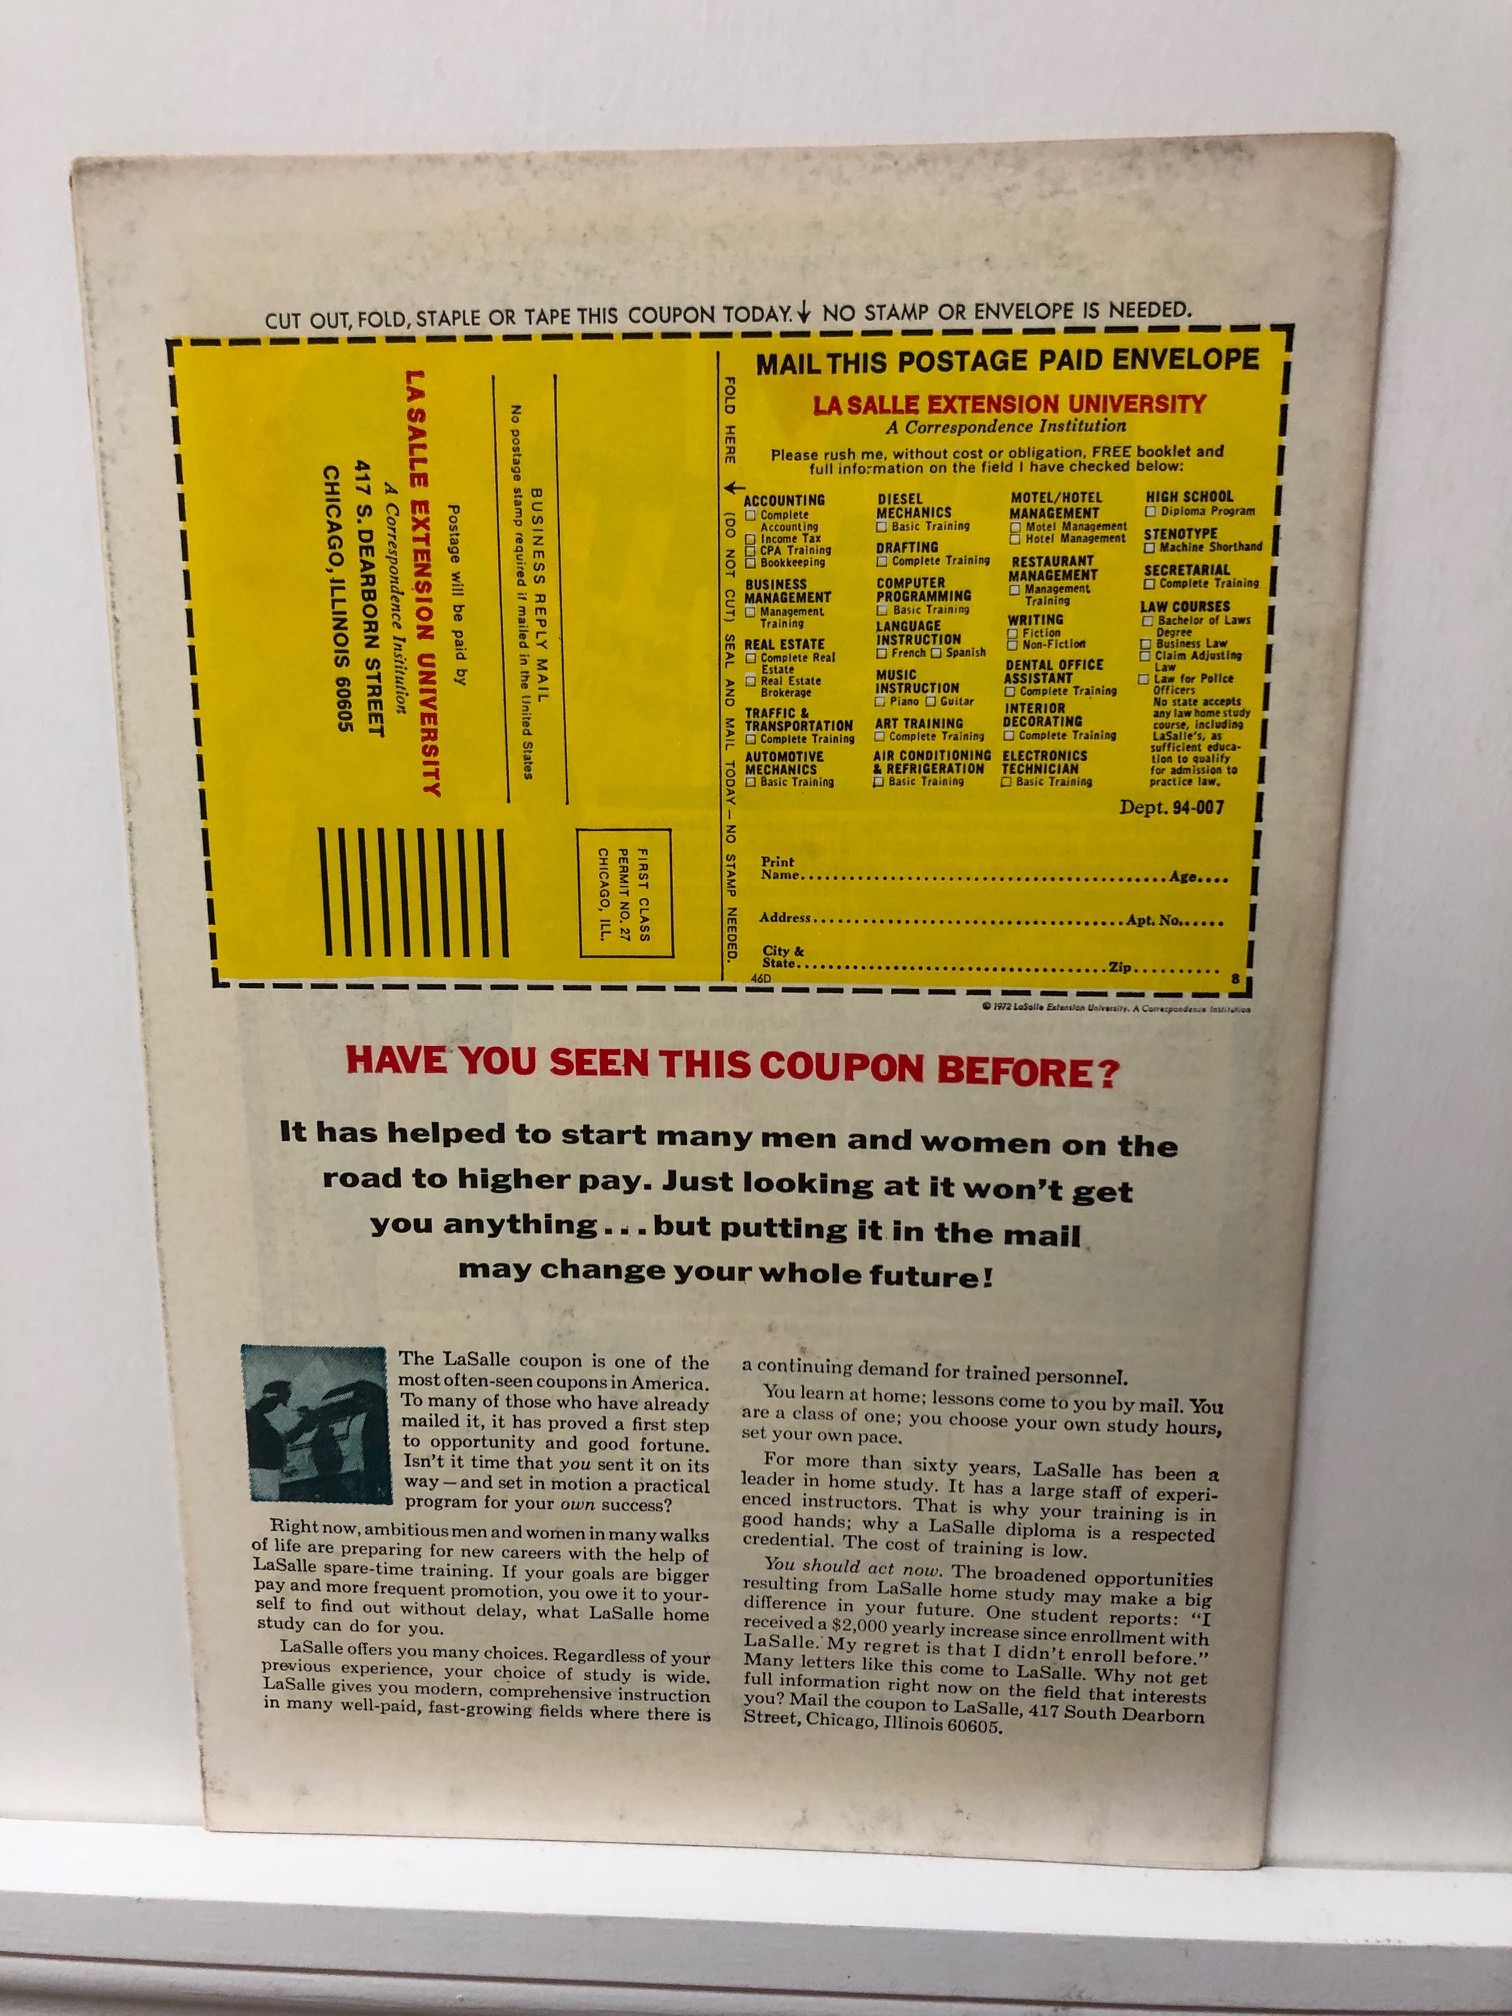 CUT OUT, FOLD, STAPLE OR TAPE THIS COUPON TODAY.↓ NO STAMP OR ENVELOPE IS NEEDED.
BUSINESS REPLY MAIL
No postage stamp required if mailed in the United States
Postage will be paid by
LA SALLE EXTENSION UNIVERSITY
A Correspondence Institution
417 S. DEARBORN STREET
CHICAGO, ILLINOIS 60605
FIRST CLASS
PERMIT NO. 27
CHICAGO, ILL.
FOLD HERE → (DO NOT CUT) SEAL AND MAIL TODAY — NO STAMP NEEDED.
MAIL THIS POSTAGE PAID ENVELOPE
LA SALLE EXTENSION UNIVERSITY
A Correspondence Institution
Please rush me, without cost or obligation, FREE booklet and
full information on the field I have checked below:
ACCOUNTING
☐ Complete
Accounting
☐ Income Tax
☐ CPA Training
☐ Bookkeeping
BUSINESS
MANAGEMENT
☐ Management
Training
REAL ESTATE
☐ Complete Real
Estate
☐ Real Estate
Brokerage
TRAFFIC &
TRANSPORTATION
☐ Complete Training
AUTOMOTIVE
MECHANICS
☐ Basic Training
DIESEL
MECHANICS
☐ Basic Training
DRAFTING
☐ Complete Training
COMPUTER
PROGRAMMING
☐ Basic Training
LANGUAGE
INSTRUCTION
☐ French ☐ Spanish
MUSIC
INSTRUCTION
☐ Piano ☐ Guitar
ART TRAINING
☐ Complete Training
AIR CONDITIONING
& REFRIGERATION
☐ Basic Training
MOTEL/HOTEL
MANAGEMENT
☐ Motel Management
☐ Hotel Management
RESTAURANT
MANAGEMENT
☐ Management
Training
WRITING
☐ Fiction
☐ Non-Fiction
DENTAL OFFICE
ASSISTANT
☐ Complete Training
INTERIOR
DECORATING
☐ Complete Training
ELECTRONICS
TECHNICIAN
☐ Basic Training
HIGH SCHOOL
☐ Diploma Program
STENOTYPE
☐ Machine Shorthand
SECRETARIAL
☐ Complete Training
LAW COURSES
☐ Bachelor of Laws
Degree
☐ Business Law
☐ Claim Adjusting
Law
☐ Law for Police
Officers
No state accepts
any law home study
course, including
LaSalle's, as
sufficient educa-
tion to qualify
for admission to
practice law.
Dept. 94-007
Print
Name........ Age....
Address........ Apt. No......
City &
State........ Zip..........
46D 8
© 1972 LaSalle Extension University. A Correspondence Institution
HAVE YOU SEEN THIS COUPON BEFORE?
It has helped to start many men and women on the
road to higher pay. Just looking at it won't get
you anything...but putting it in the mail
may change your whole future!
The LaSalle coupon is one of the
most often-seen coupons in America.
To many of those who have already
mailed it, it has proved a first step
to opportunity and good fortune.
Isn't it time that you sent it on its
way—and set in motion a practical
program for your own success?
Right now, ambitious men and women in many walks
of life are preparing for new careers with the help of
LaSalle spare-time training. If your goals are bigger
pay and more frequent promotion, you owe it to your-
self to find out without delay, what LaSalle home
study can do for you.
LaSalle offers you many choices. Regardless of your
previous experience, your choice of study is wide.
LaSalle gives you modern, comprehensive instruction
in many well-paid, fast-growing fields where there is
a continuing demand for trained personnel.
You learn at home; lessons come to you by mail. You
are a class of one; you choose your own study hours,
set your own pace.
For more than sixty years, LaSalle has been a
leader in home study. It has a large staff of experi-
enced instructors. That is why your training is in
good hands; why a LaSalle diploma is a respected
credential. The cost of training is low.
You should act now. The broadened opportunities
resulting from LaSalle home study may make a big
difference in your future. One student reports: "I
received a $2,000 yearly increase since enrollment with
LaSalle. My regret is that I didn't enroll before."
Many letters like this come to LaSalle. Why not get
full information right now on the field that interests
you? Mail the coupon to LaSalle, 417 South Dearborn
Street, Chicago, Illinois 60605.